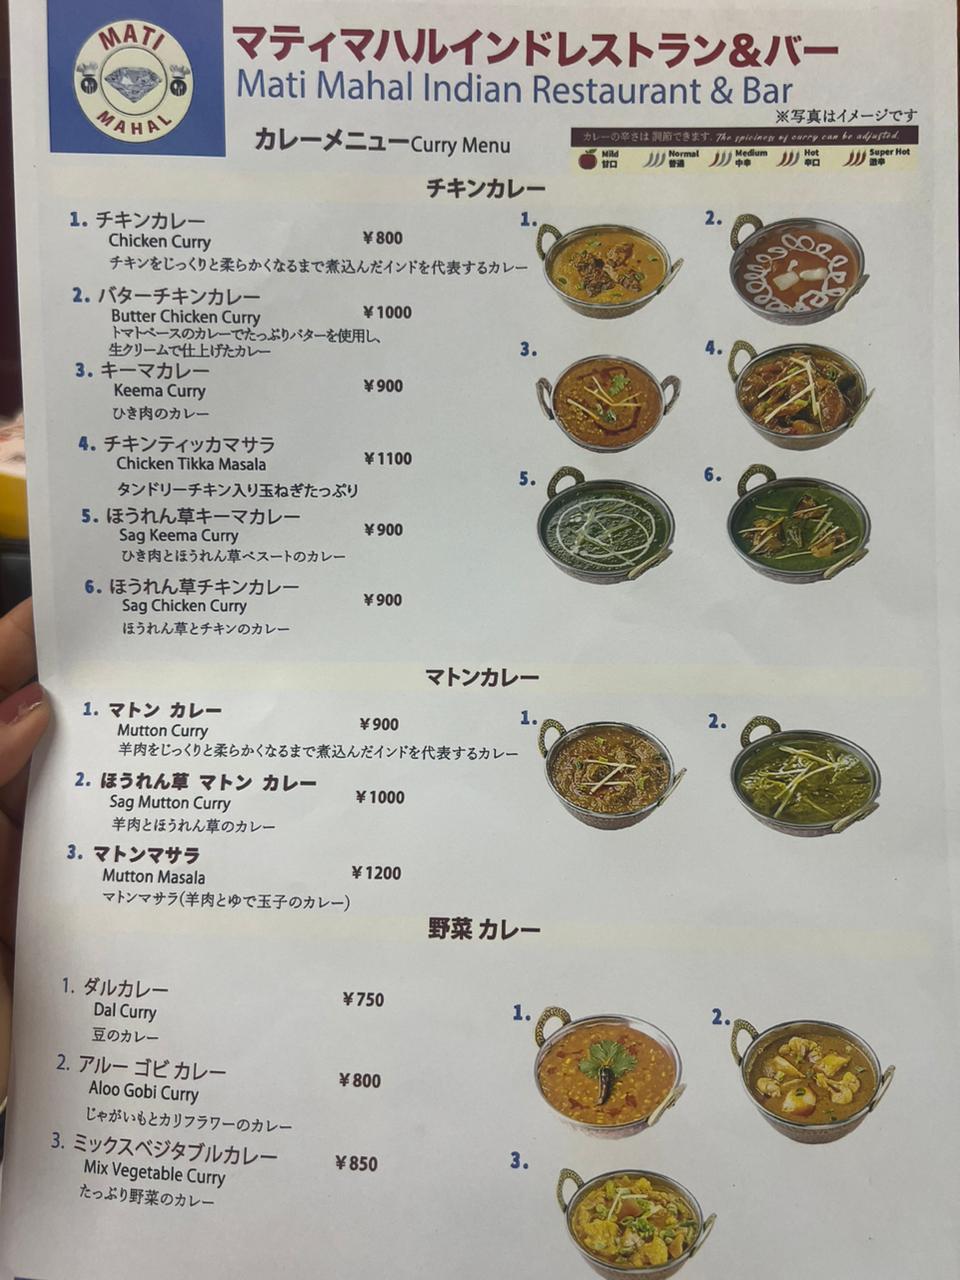 MATI
MAHAL
マティマハルインドレストラン&バー
Mati Mahal Indian Restaurant & Bar
※写真はイメージです
カレーメニューCurry Menu
カレーの辛さは 調節できます. The spiciness of curry can be adjusted.
Mild 甘口 Normal 普通 Medium 中辛 Hot 辛口 Super Hot 激辛
チキンカレー
1. チキンカレー
Chicken Curry ¥800
チキンをじっくりと柔らかくなるまで煮込んだインドを代表するカレー
2. バターチキンカレー
Butter Chicken Curry ¥1000
トマトベースのカレーでたっぷりバターを使用し、
生クリームで仕上げたカレー
3. キーマカレー
Keema Curry ¥900
ひき肉のカレー
4. チキンティッカマサラ
Chicken Tikka Masala ¥1100
タンドリーチキン入り玉ねぎたっぷり
5. ほうれん草キーマカレー
Sag Keema Curry ¥900
ひき肉とほうれん草ペスートのカレー
6. ほうれん草チキンカレー
Sag Chicken Curry ¥900
ほうれん草とチキンのカレー
1. 2.
3. 4.
5. 6.
マトンカレー
1. マトン カレー
Mutton Curry ¥900
羊肉をじっくりと柔らかくなるまで煮込んだインドを代表するカレー
2. ほうれん草 マトン カレー
Sag Mutton Curry ¥1000
羊肉とほうれん草のカレー
3. マトンマサラ
Mutton Masala ¥1200
マトンマサラ(羊肉とゆで玉子のカレー)
1. 2.
野菜 カレー
1. ダルカレー
Dal Curry ¥750
豆のカレー
2. アルー ゴビ カレー
Aloo Gobi Curry ¥800
じゃがいもとカリフラワーのカレー
3. ミックスベジタブルカレー
Mix Vegetable Curry ¥850
たっぷり野菜のカレー
1. 2.
3.